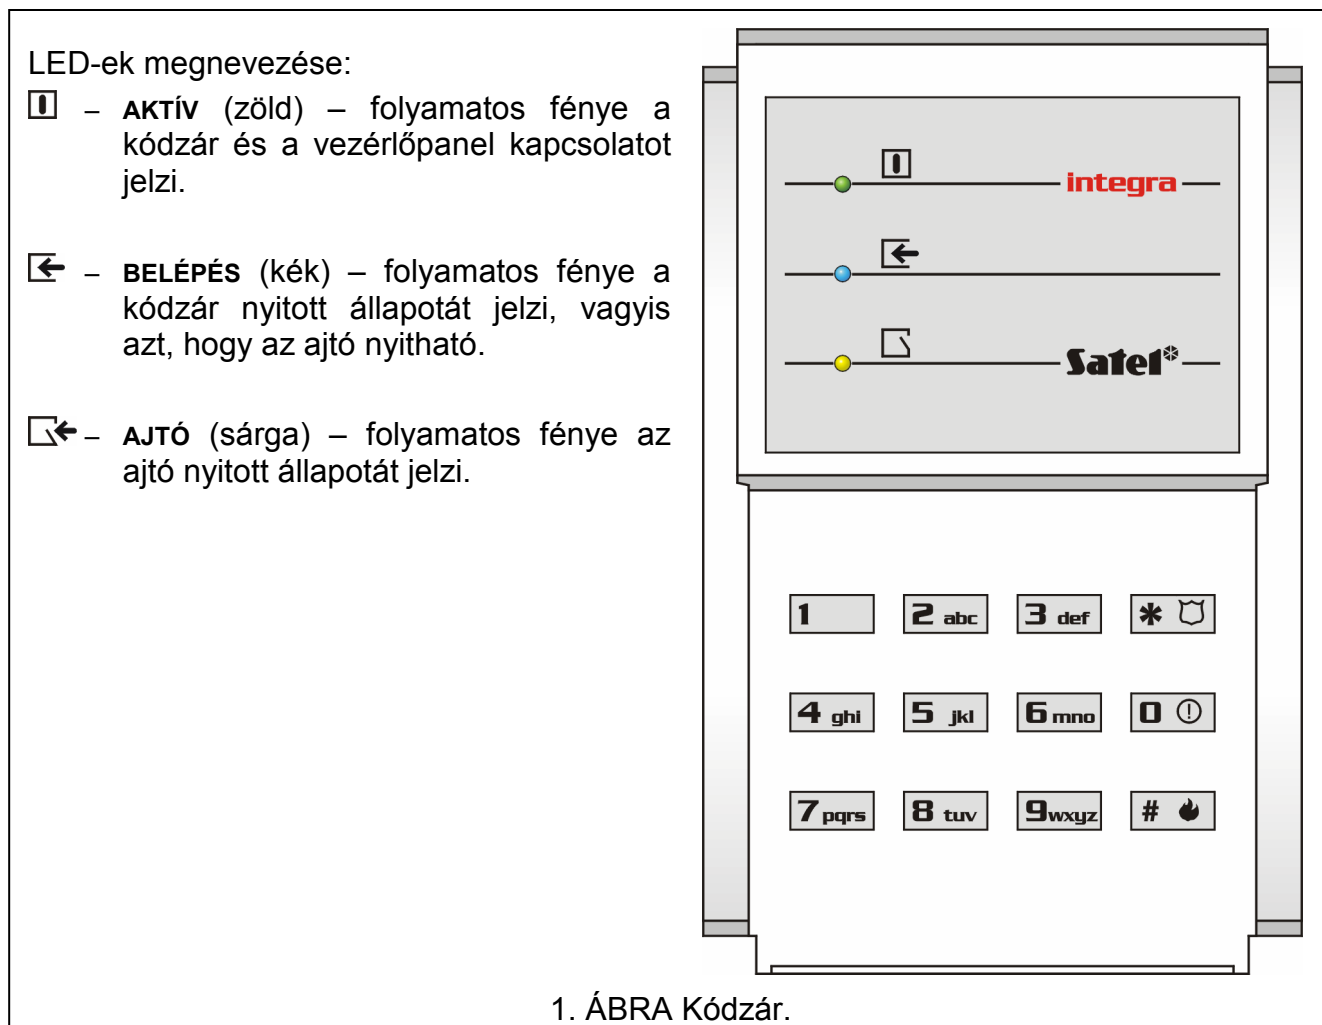 LED-ek megnevezése:
– AKTÍV (zöld) – folyamatos fénye a
kódzár és a vezérlőpanel kapcsolatot
jelzi.
– BELÉPÉS (kék) – folyamatos fénye a
kódzár nyitott állapotát jelzi, vagyis
azt, hogy az ajtó nyitható.
– AJTÓ (sárga) – folyamatos fénye az
ajtó nyitott állapotát jelzi.
integra
Satel
1
2 abc
3 def
*
4 ghi
5 jkl
6 mno
0
7 pqrs
8 tuv
9 wxyz
#
1. ÁBRA Kódzár.